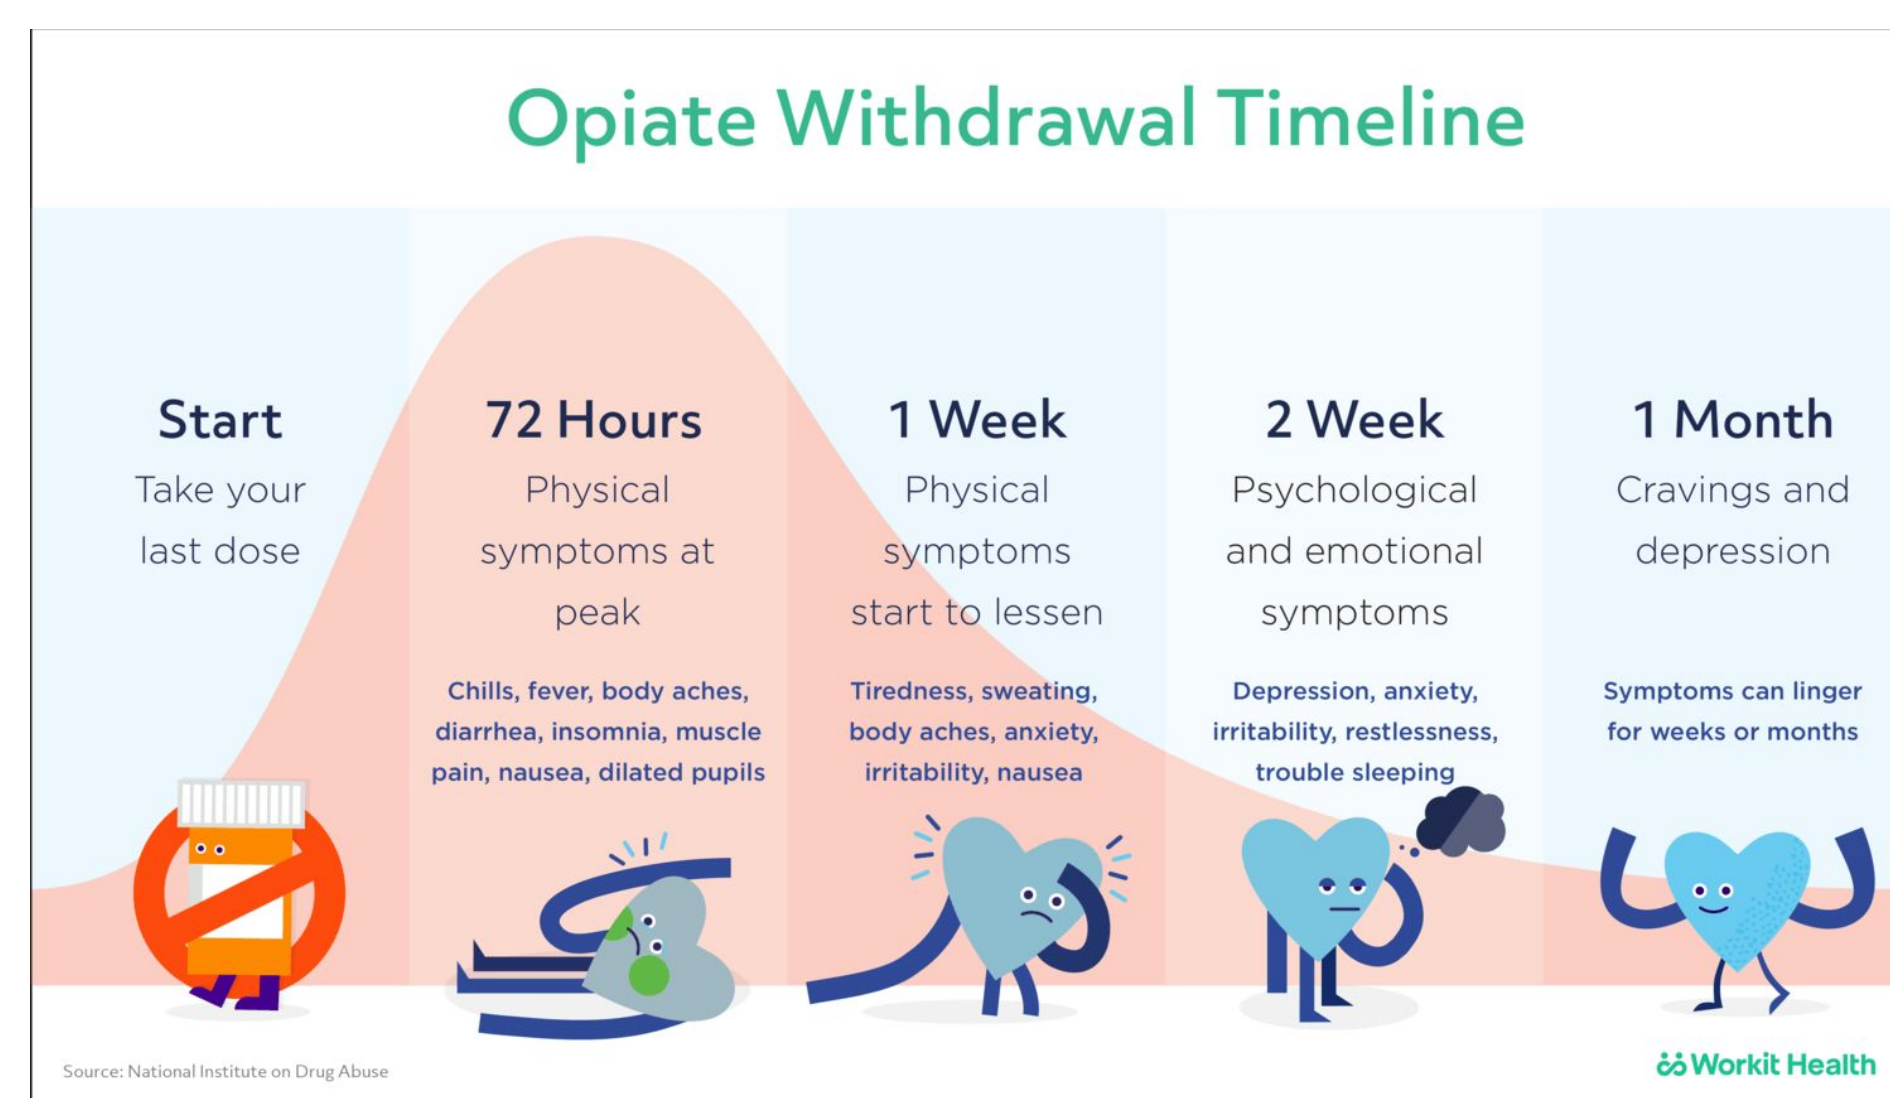 Opiate Withdrawal Timeline
Start
Take your
last dose
72 Hours
Physical
symptoms at
peak
Chills, fever, body aches,
diarrhea, insomnia, muscle
pain, nausea, dilated pupils
1 Week
Physical
symptoms
start to lessen
Tiredness, sweating,
body aches, anxiety,
irritability, nausea
2 Week
Psychological
and emotional
symptoms
Depression, anxiety,
irritability, restlessness,
trouble sleeping
1 Month
Cravings and
depression
Symptoms can linger
for weeks or months
Source: National Institute on Drug Abuse
Workit Health